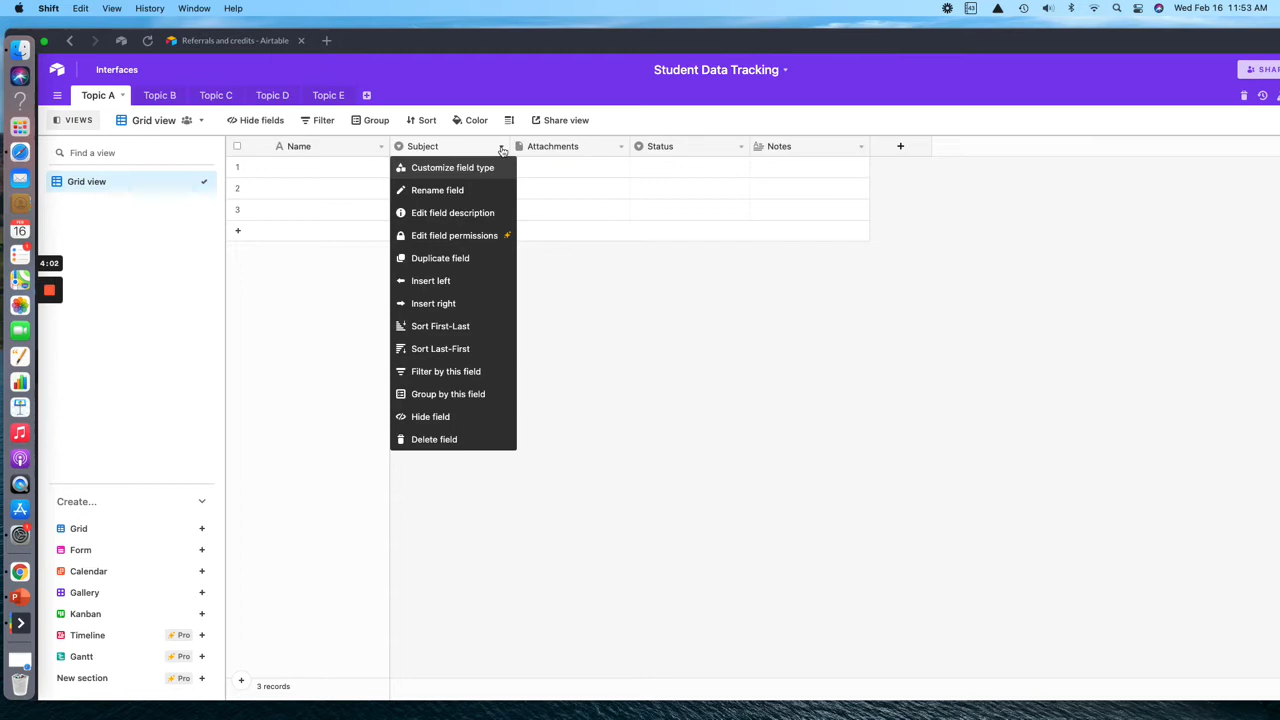 Shift Edit View History Window Help
43
Wed Feb 16 11:53 AM
Referrals and credits - Airtable
Interfaces
Student Data Tracking
SHAR
Topic A
Topic B
Topic C
Topic D
Topic E
VIEWS
Grid view
Hide fields
Filter
Group
Sort
Color
Share view
Find a view
Grid view
Name
Subject
Attachments
Status
Notes
1
2
3
Customize field type
Rename field
Edit field description
Edit field permissions
Duplicate field
Insert left
Insert right
Sort First-Last
Sort Last-First
Filter by this field
Group by this field
Hide field
Delete field
FEB
16
4:02
Create...
Grid
Form
Calendar
Gallery
Kanban
Timeline Pro
Gantt Pro
New section Pro
3 records